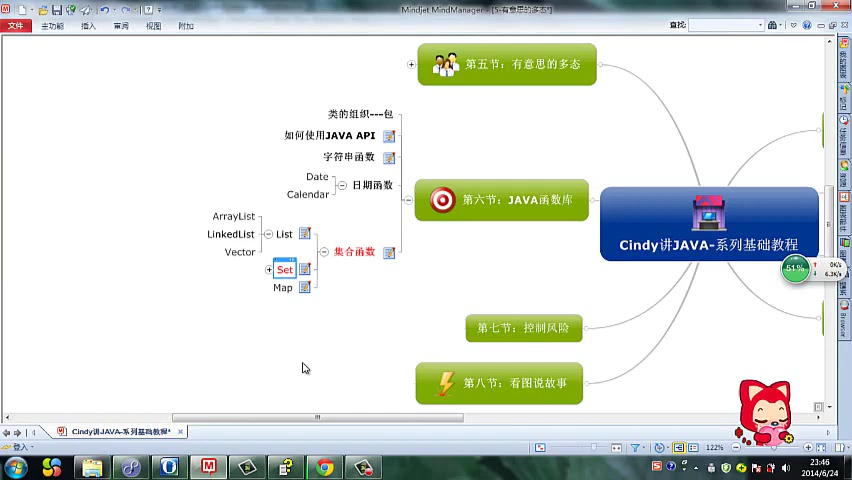 Mindjet MindManager - [5-有意思的多态*]
文件 主功能 插入 审阅 视图 附加
查找:
第五节：有意思的多态
类的组织---包
如何使用JAVA API
字符串函数
Date
日期函数
Calendar
第六节：JAVA函数库
ArrayList
LinkedList
List
Vector
集合函数
Set
Map
Cindy讲JAVA-系列基础教程
51%
0K/s
6.3K/s
第七节：控制风险
第八节：看图说故事
Browser
Cindy讲JAVA-系列基础教程*
登入
122%
23:46
2014/6/24